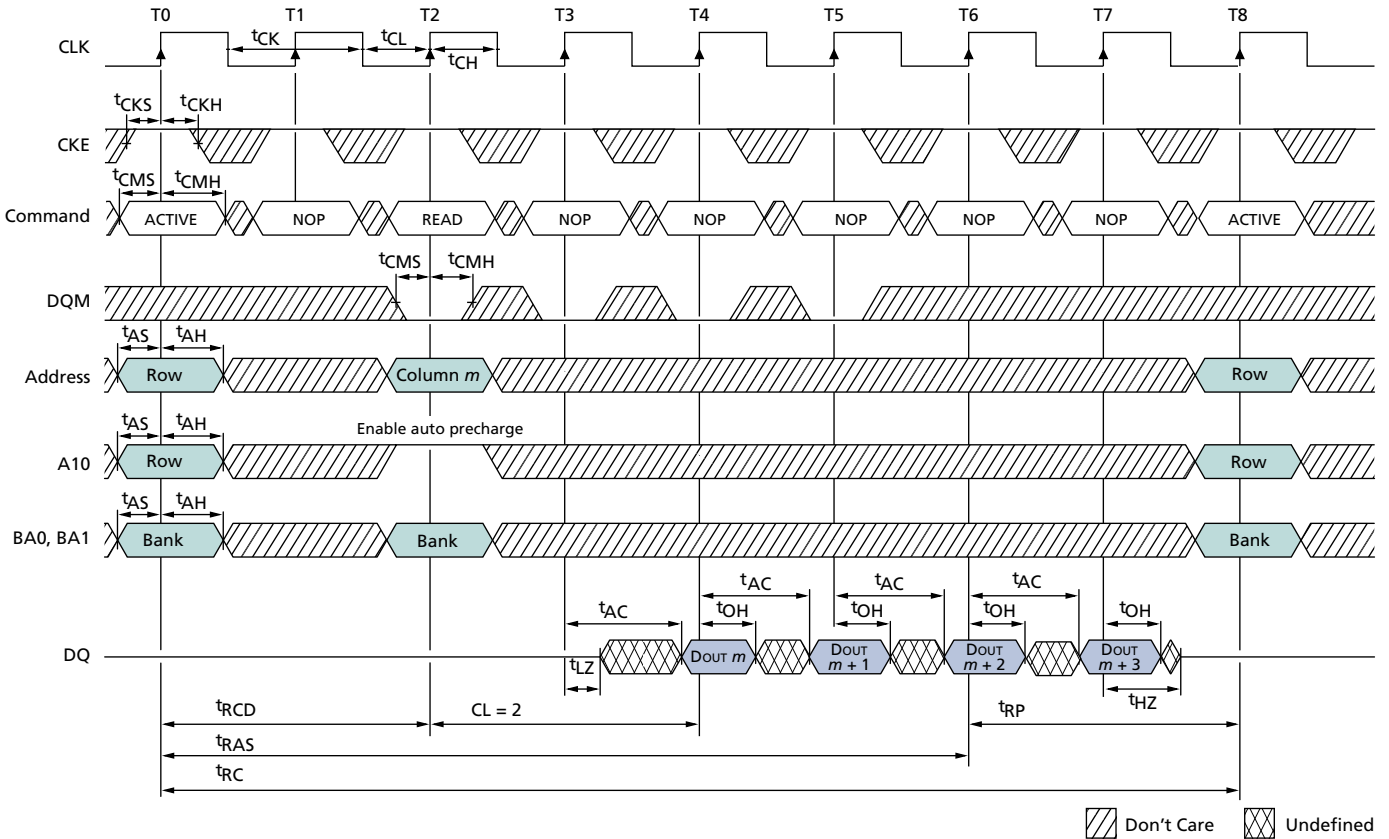 T0 T1 T2 T3 T4 T5 T6 T7 T8
CLK
tCK
tCL
tCH
tCKS
tCKH
CKE
tCMS
tCMH
Command
ACTIVE NOP READ NOP NOP NOP NOP NOP ACTIVE
tCMS
tCMH
DQM
tAS
tAH
Address
Row
Column m
Row
tAS
tAH
Enable auto precharge
A10
Row
Row
tAS
tAH
BA0, BA1
Bank
Bank
Bank
tAC
tAC
tAC
tAC
tOH
tOH
tOH
tOH
DQ
DOUT m
DOUT
m + 1
DOUT
m + 2
DOUT
m + 3
tLZ
tHZ
tRCD
CL = 2
tRP
tRAS
tRC
Don't Care
Undefined